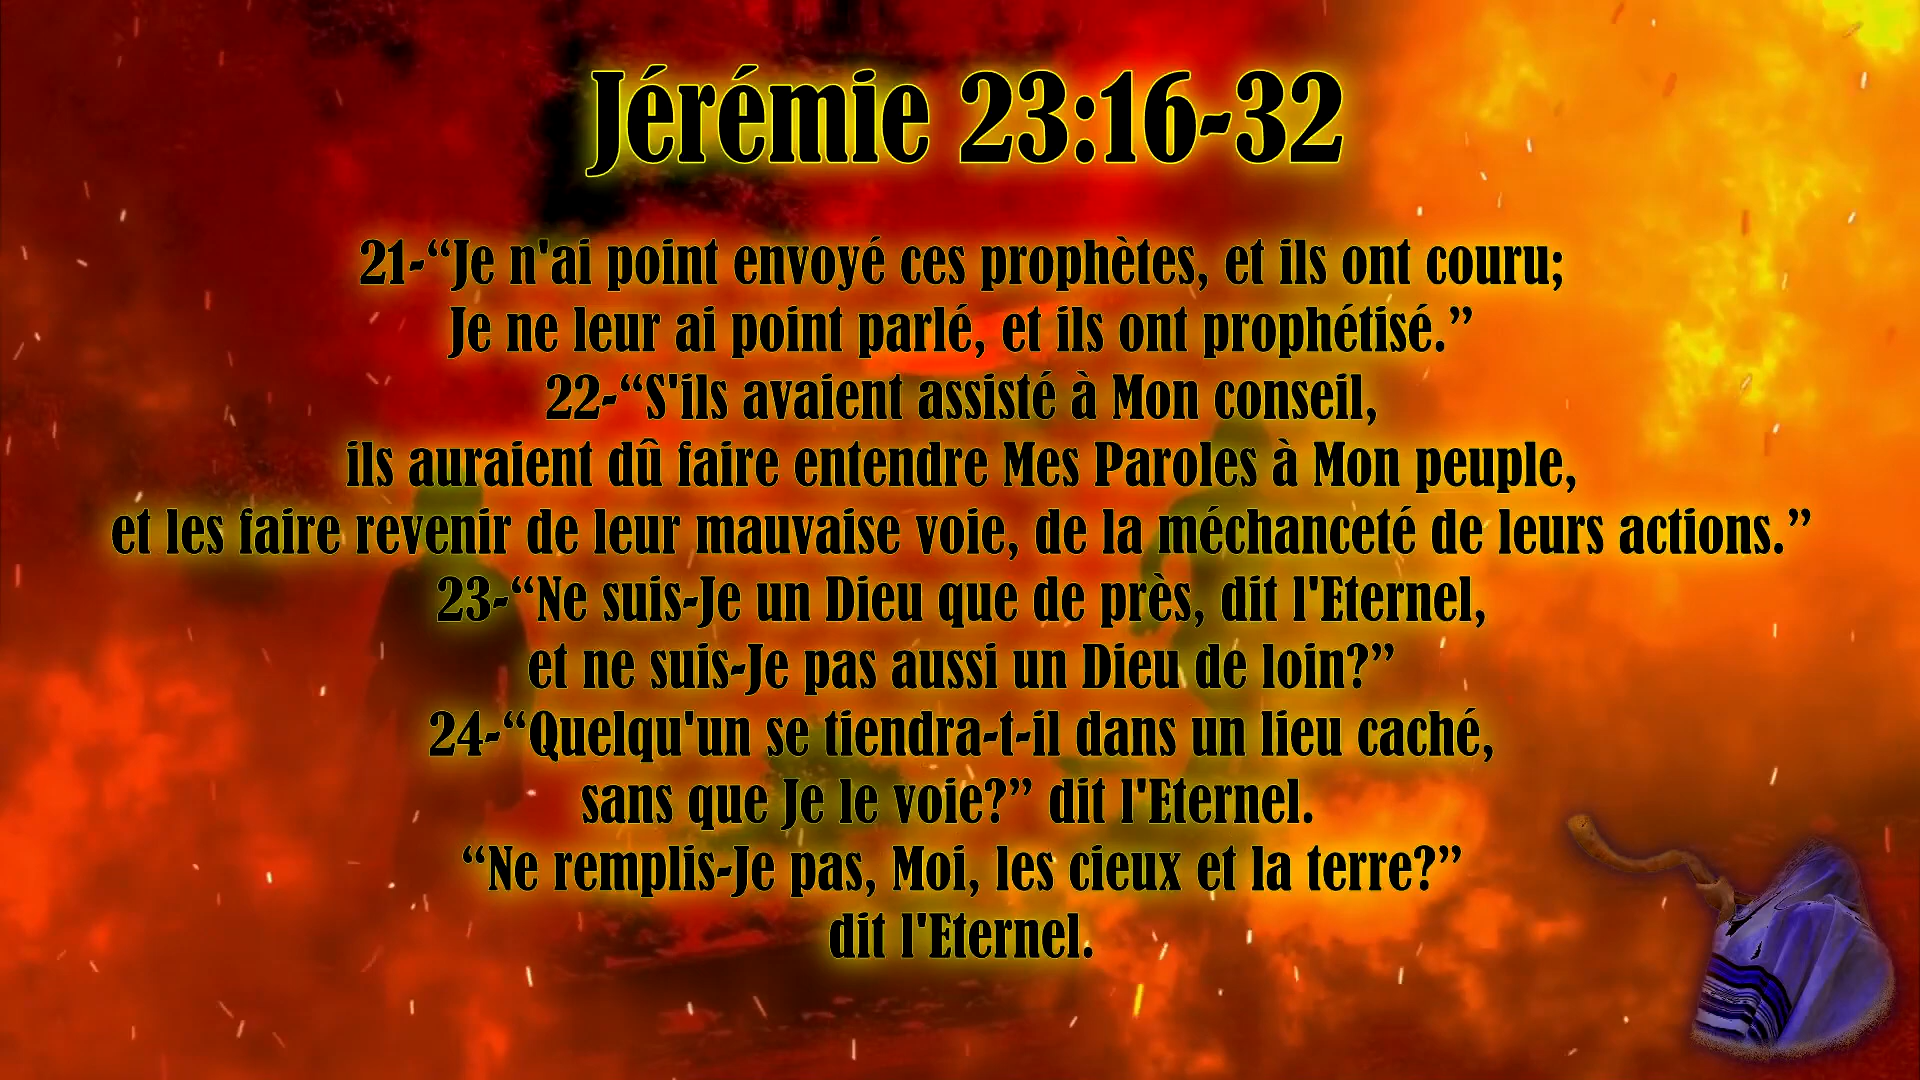 Jérémie 23:16-32
21-“Je n'ai point envoyé ces prophètes, et ils ont couru;
Je ne leur ai point parlé, et ils ont prophétisé.”
22-“S'ils avaient assisté à Mon conseil,
ils auraient dû faire entendre Mes Paroles à Mon peuple,
et les faire revenir de leur mauvaise voie, de la méchanceté de leurs actions.”
23-“Ne suis-Je un Dieu que de près, dit l'Eternel,
et ne suis-Je pas aussi un Dieu de loin?”
24-“Quelqu'un se tiendra-t-il dans un lieu caché,
sans que Je le voie?” dit l'Eternel.
“Ne remplis-Je pas, Moi, les cieux et la terre?”
dit l'Eternel.